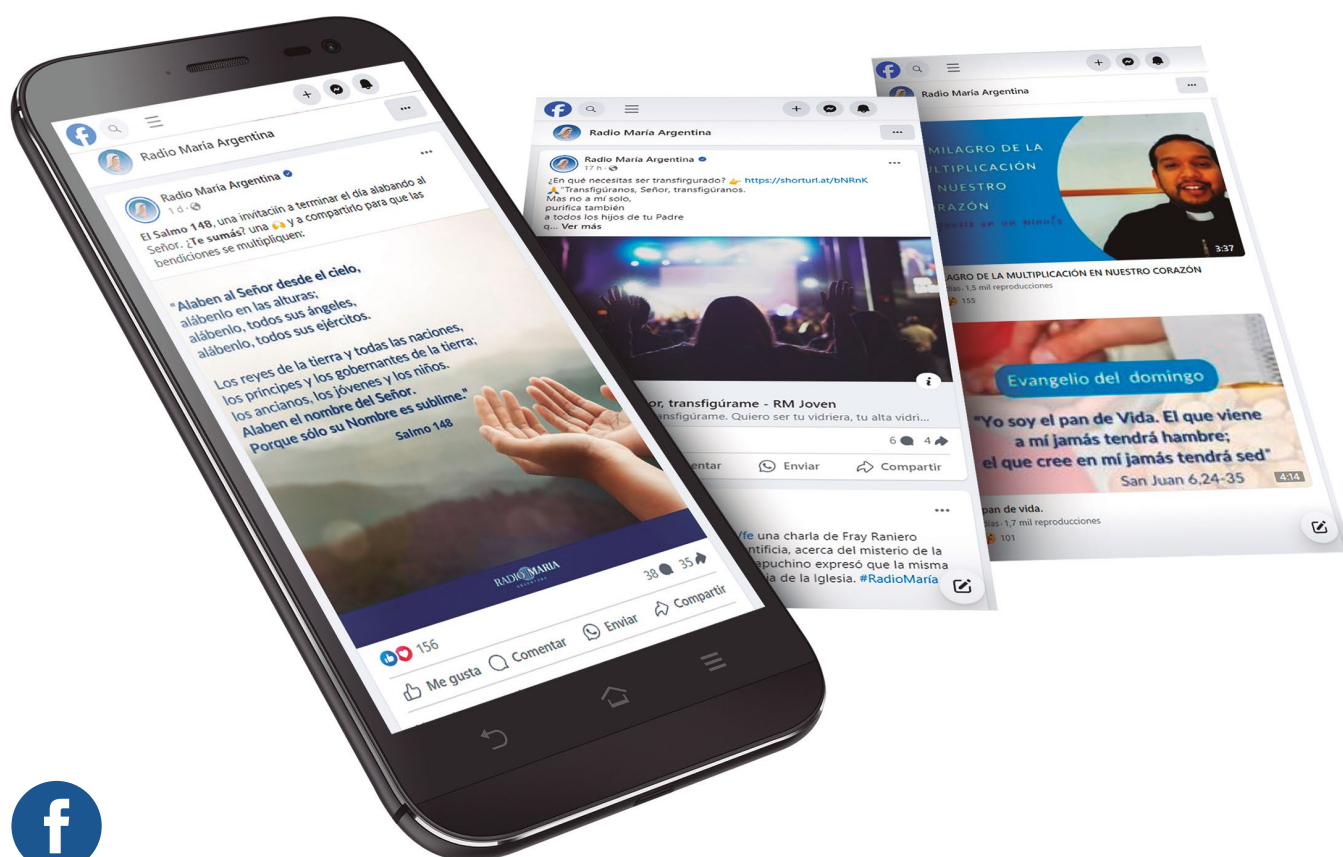 Radio María Argentina
Radio María Argentina
1 d
El Salmo 148, una invitación a terminar el día alabando al
Señor. ¿Te sumás? una 🙌 y a compartirlo para que las
bendiciones se multipliquen:
"Alaben al Señor desde el cielo,
alábenlo en las alturas;
alábenlo, todos sus ángeles,
alábenlo, todos sus ejércitos.
Los reyes de la tierra y todas las naciones,
los príncipes y los gobernantes de la tierra;
los ancianos, los jóvenes y los niños.
Alaben el nombre del Señor.
Porque sólo su Nombre es sublime."
Salmo 148
RADIO MARIA
ARGENTINA
38 35
156
Me gusta Comentar Enviar Compartir
Radio María Argentina
Radio María Argentina
17 h
¿En qué necesitas ser transfirgurado? 👉 https://shorturl.at/bNRnK
🙏 "Transfigúranos, Señor, transfigúranos.
Mas no a mí solo,
purifica también
a todos los hijos de tu Padre
q... Ver más
or, transfigúrame - RM Joven
ansfigúrame. Quiero ser tu vidriera, tu alta vidri...
6 4
entar Enviar Compartir
/fe una charla de Fray Raniero
ntificia, acerca del misterio de la
apuchino expresó que la misma
ia de la Iglesia. #RadioMaría
Radio María Argentina
MILAGRO DE LA
ULTIPLICACIÓN
NUESTRO
RAZÓN
3:37
AGRO DE LA MULTIPLICACIÓN EN NUESTRO CORAZÓN
días · 1,5 mil reproducciones
155
Evangelio del domingo
"Yo soy el pan de Vida. El que viene
a mí jamás tendrá hambre;
el que cree en mí jamás tendrá sed"
San Juan 6,24-35
4:14
pan de vida.
días · 1,7 mil reproducciones
101